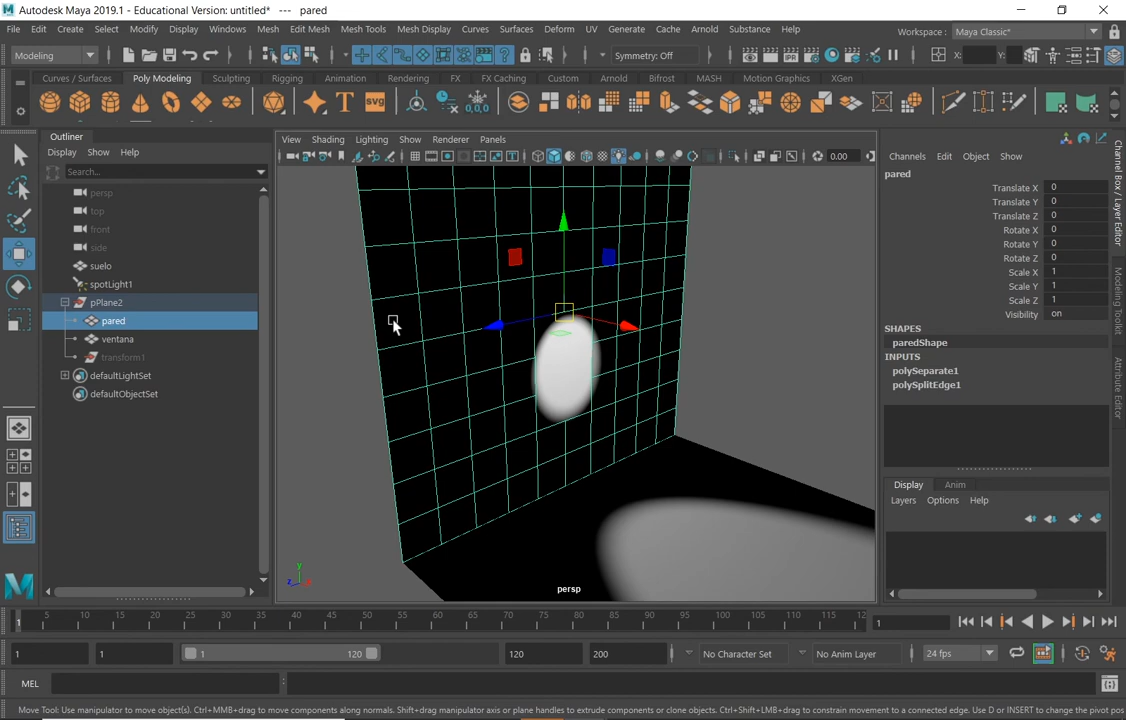 Autodesk Maya 2019.1 - Educational Version: untitled* --- pared
File Edit Create Select Modify Display Windows Mesh Edit Mesh Mesh Tools Mesh Display Curves Surfaces Deform UV Generate Cache Arnold Substance Help Workspace : Maya Classic*
Modeling Symmetry: Off X: Y:
Curves / Surfaces Poly Modeling Sculpting Rigging Animation Rendering FX FX Caching Custom Arnold Bifrost MASH Motion Graphics XGen
Outliner
Display Show Help
Search...
persp
top
front
side
suelo
spotLight1
pPlane2
pared
ventana
transform1
defaultLightSet
defaultObjectSet
View Shading Lighting Show Renderer Panels
0.00
persp
Channels Edit Object Show
pared
Translate X 0
Translate Y 0
Translate Z 0
Rotate X 0
Rotate Y 0
Rotate Z 0
Scale X 1
Scale Y 1
Scale Z 1
Visibility on
SHAPES
paredShape
INPUTS
polySeparate1
polySplitEdge1
Display Anim
Layers Options Help
Channel Box / Layer Editor
Modeling Toolkit
Attribute Editor
1 5 10 15 20 25 30 35 40 45 50 55 60 65 70 75 80 85 90 95 100 105 110 115 12
1
1 1 1 120 120 200 No Character Set No Anim Layer 24 fps
MEL
Move Tool: Use manipulator to move object(s). Ctrl+MMB+drag to move components along normals. Shift+drag manipulator axis or plane handles to extrude components or clone objects. Ctrl+Shift+LMB+drag to constrain movement to a connected edge. Use D or INSERT to change the pivot pos